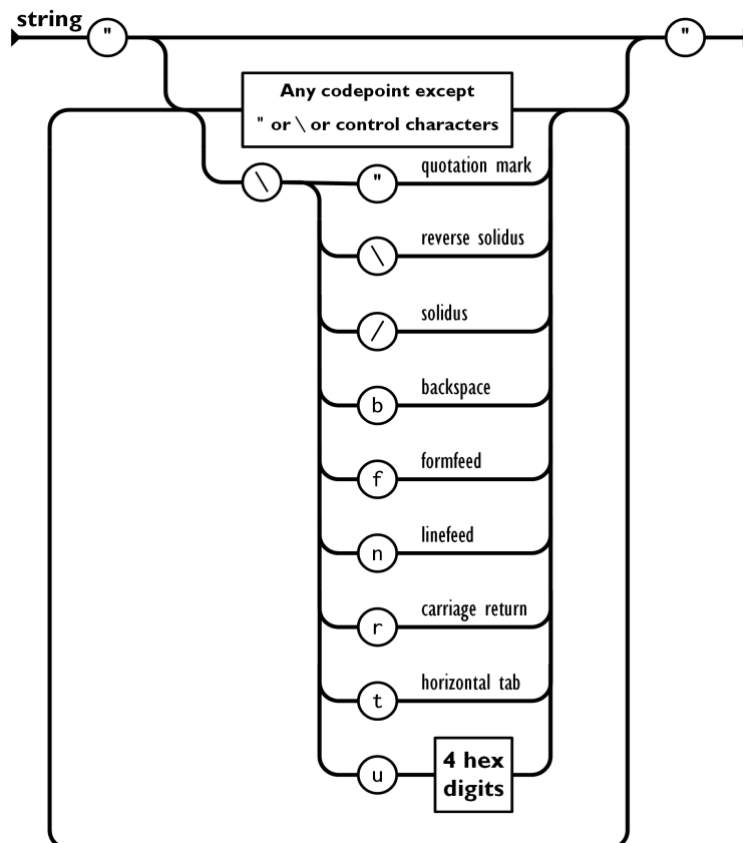 string
" "
Any codepoint except
" or \ or control characters
\ " quotation mark
\ reverse solidus
/ solidus
b backspace
f formfeed
n linefeed
r carriage return
t horizontal tab
u 4 hex
digits